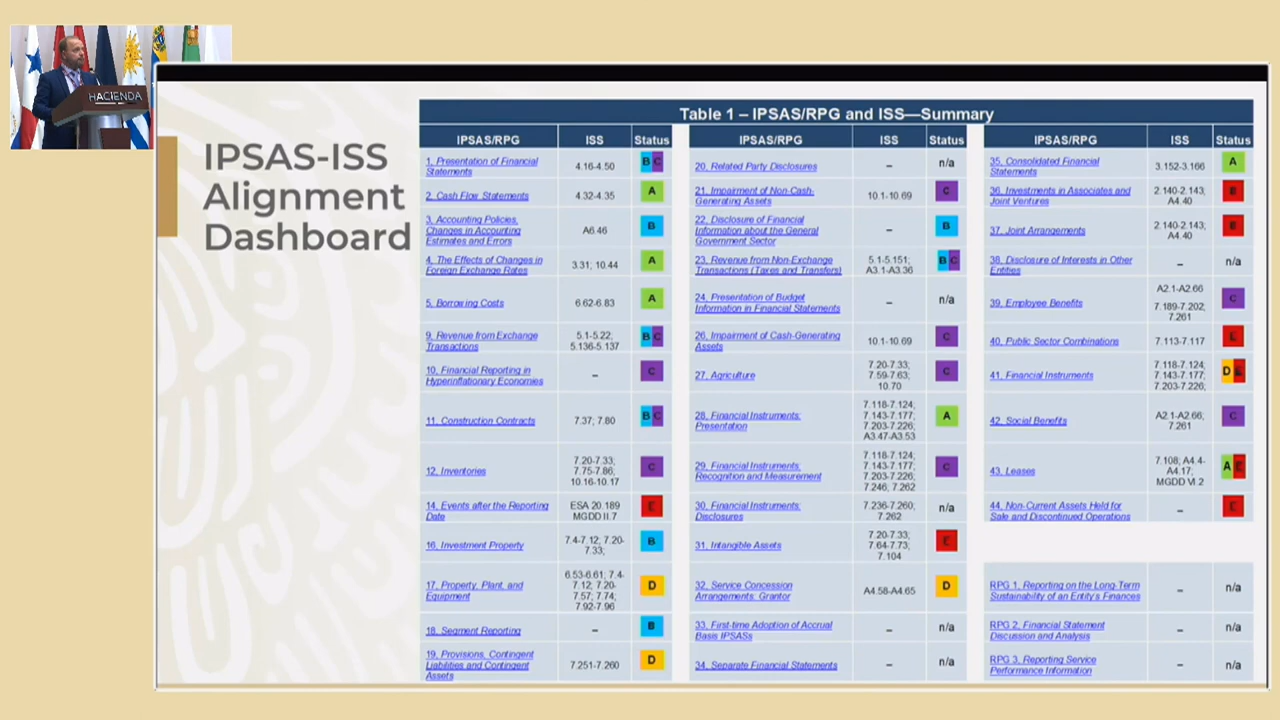 HACIENDA
IPSAS-ISS
Alignment
Dashboard
Table 1 – IPSAS/RPG and ISS—Summary
IPSAS/RPG ISS Status
1, Presentation of Financial
Statements
4.16-4.50
B C
2, Cash Flow Statements
4.32-4.35
A
3, Accounting Policies,
Changes in Accounting
Estimates and Errors
A6.46
B
4, The Effects of Changes in
Foreign Exchange Rates
3.31; 10.44
A
5, Borrowing Costs
6.62-6.83
A
9, Revenue from Exchange
Transactions
5.1-5.22;
5.136-5.137
B C
10, Financial Reporting in
Hyperinflationary Economies
–
C
11, Construction Contracts
7.37; 7.80
B C
12, Inventories
7.20-7.33;
7.75-7.86;
10.16-10.17
C
14, Events after the Reporting
Date
ESA 20.189
MGDD II.7
E
16, Investment Property
7.4-7.12; 7.20-
7.33;
B
17, Property, Plant, and
Equipment
6.53-6.61; 7.4-
7.12; 7.20-
7.57; 7.74;
7.92-7.96
D
18, Segment Reporting
–
B
19, Provisions, Contingent
Liabilities and Contingent
Assets
7.251-7.260
D
IPSAS/RPG ISS Status
20, Related Party Disclosures
–
n/a
21, Impairment of Non-Cash-
Generating Assets
10.1-10.69
C
22, Disclosure of Financial
Information about the General
Government Sector
–
B
23, Revenue from Non-Exchange
Transactions (Taxes and Transfers)
5.1-5.151;
A3.1-A3.36
B C
24, Presentation of Budget
Information in Financial Statements
–
n/a
26, Impairment of Cash-Generating
Assets
10.1-10.69
C
27, Agriculture
7.20-7.33;
7.59-7.63;
10.70
C
28, Financial Instruments:
Presentation
7.118-7.124;
7.143-7.177;
7.203-7.226;
A3.47-A3.53
A
29, Financial Instruments:
Recognition and Measurement
7.118-7.124;
7.143-7.177;
7.203-7.226;
7.246, 7.262
C
30, Financial Instruments:
Disclosures
7.236-7.260;
7.262
n/a
31, Intangible Assets
7.20-7.33;
7.64-7.73;
7.104
E
32, Service Concession
Arrangements: Grantor
A4.58-A4.65
D
33, First-time Adoption of Accrual
Basis IPSASs
–
n/a
34, Separate Financial Statements
–
n/a
IPSAS/RPG ISS Status
35, Consolidated Financial
Statements
3.152-3.166
A
36, Investments in Associates and
Joint Ventures
2.140-2.143;
A4.40
E
37, Joint Arrangements
2.140-2.143;
A4.40
E
38, Disclosure of Interests in Other
Entities
–
n/a
39, Employee Benefits
A2.1-A2.66
7.189-7.202,
7.261
C
40, Public Sector Combinations
7.113-7.117
E
41, Financial Instruments
7.118-7.124;
7.143-7.177;
7.203-7.226;
D E
42, Social Benefits
A2.1-A2.66;
7.261
C
43, Leases
7.108; A4.4-
A4.17;
MGDD VI.2
A E
44, Non-Current Assets Held for
Sale and Discontinued Operations
–
E
RPG 1, Reporting on the Long-Term
Sustainability of an Entity's Finances
–
n/a
RPG 2, Financial Statement
Discussion and Analysis
–
n/a
RPG 3, Reporting Service
Performance Information
–
n/a